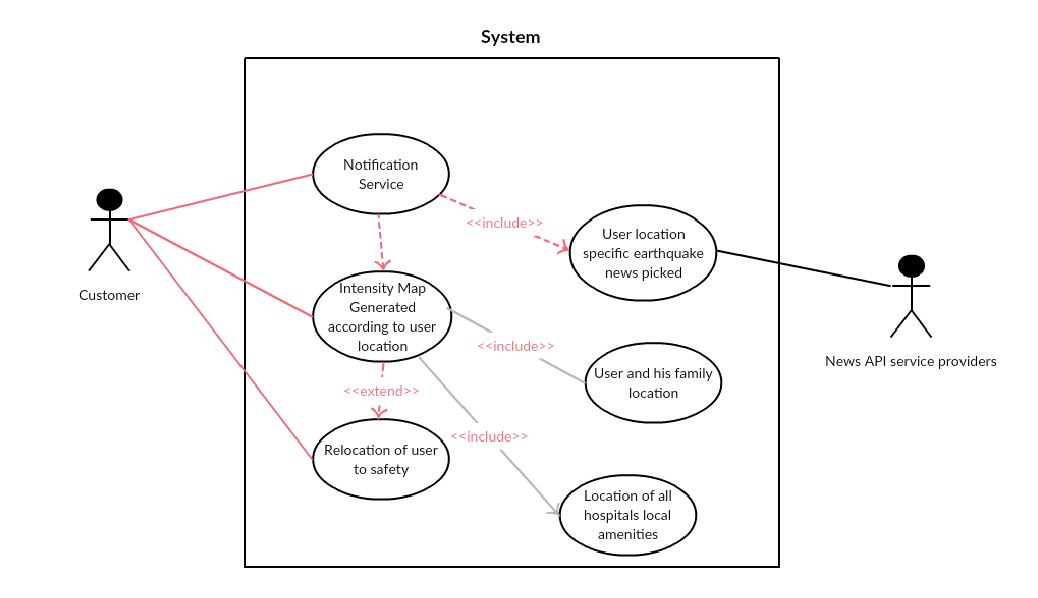 System
Notification
Service
<<include>>
User location
specific earthquake
news picked
Customer
Intensity Map
Generated
according to user
location
<<include>>
News API service providers
User and his family
location
<<extend>>
<<include>>
Relocation of user
to safety
Location of all
hospitals local
amenities